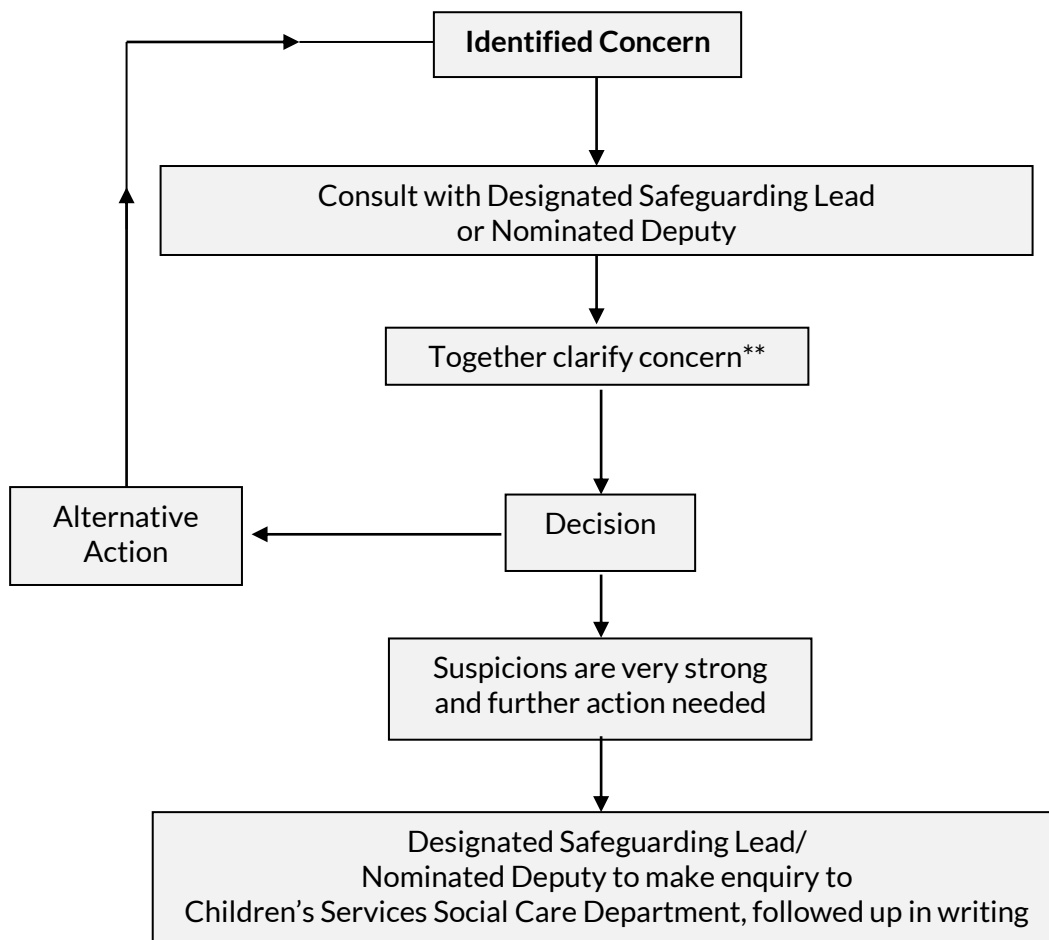 Identified Concern
Consult with Designated Safeguarding Lead
or Nominated Deputy
Together clarify concern**
Alternative
Action
Decision
Suspicions are very strong
and further action needed
Designated Safeguarding Lead/
Nominated Deputy to make enquiry to
Children’s Services Social Care Department, followed up in writing